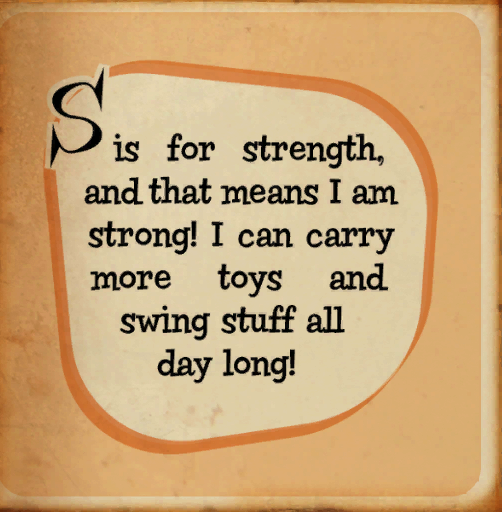 S is for strength,
and that means I am
strong! I can carry
more toys and
swing stuff all
day long!